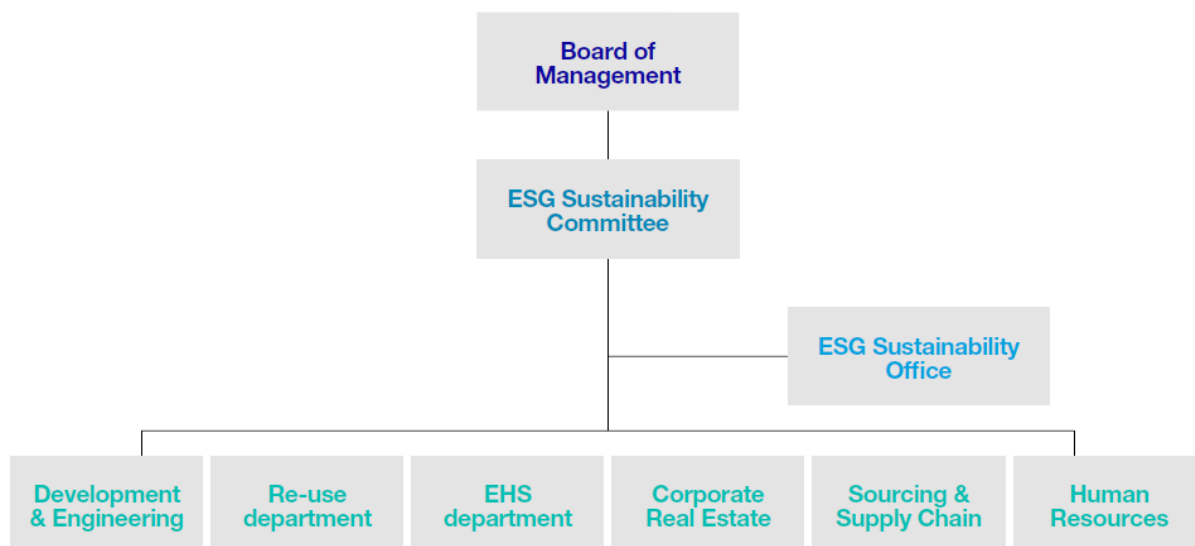 Board of
Management
ESG Sustainability
Committee
ESG Sustainability
Office
Development
& Engineering
Re-use
department
EHS
department
Corporate
Real Estate
Sourcing &
Supply Chain
Human
Resources